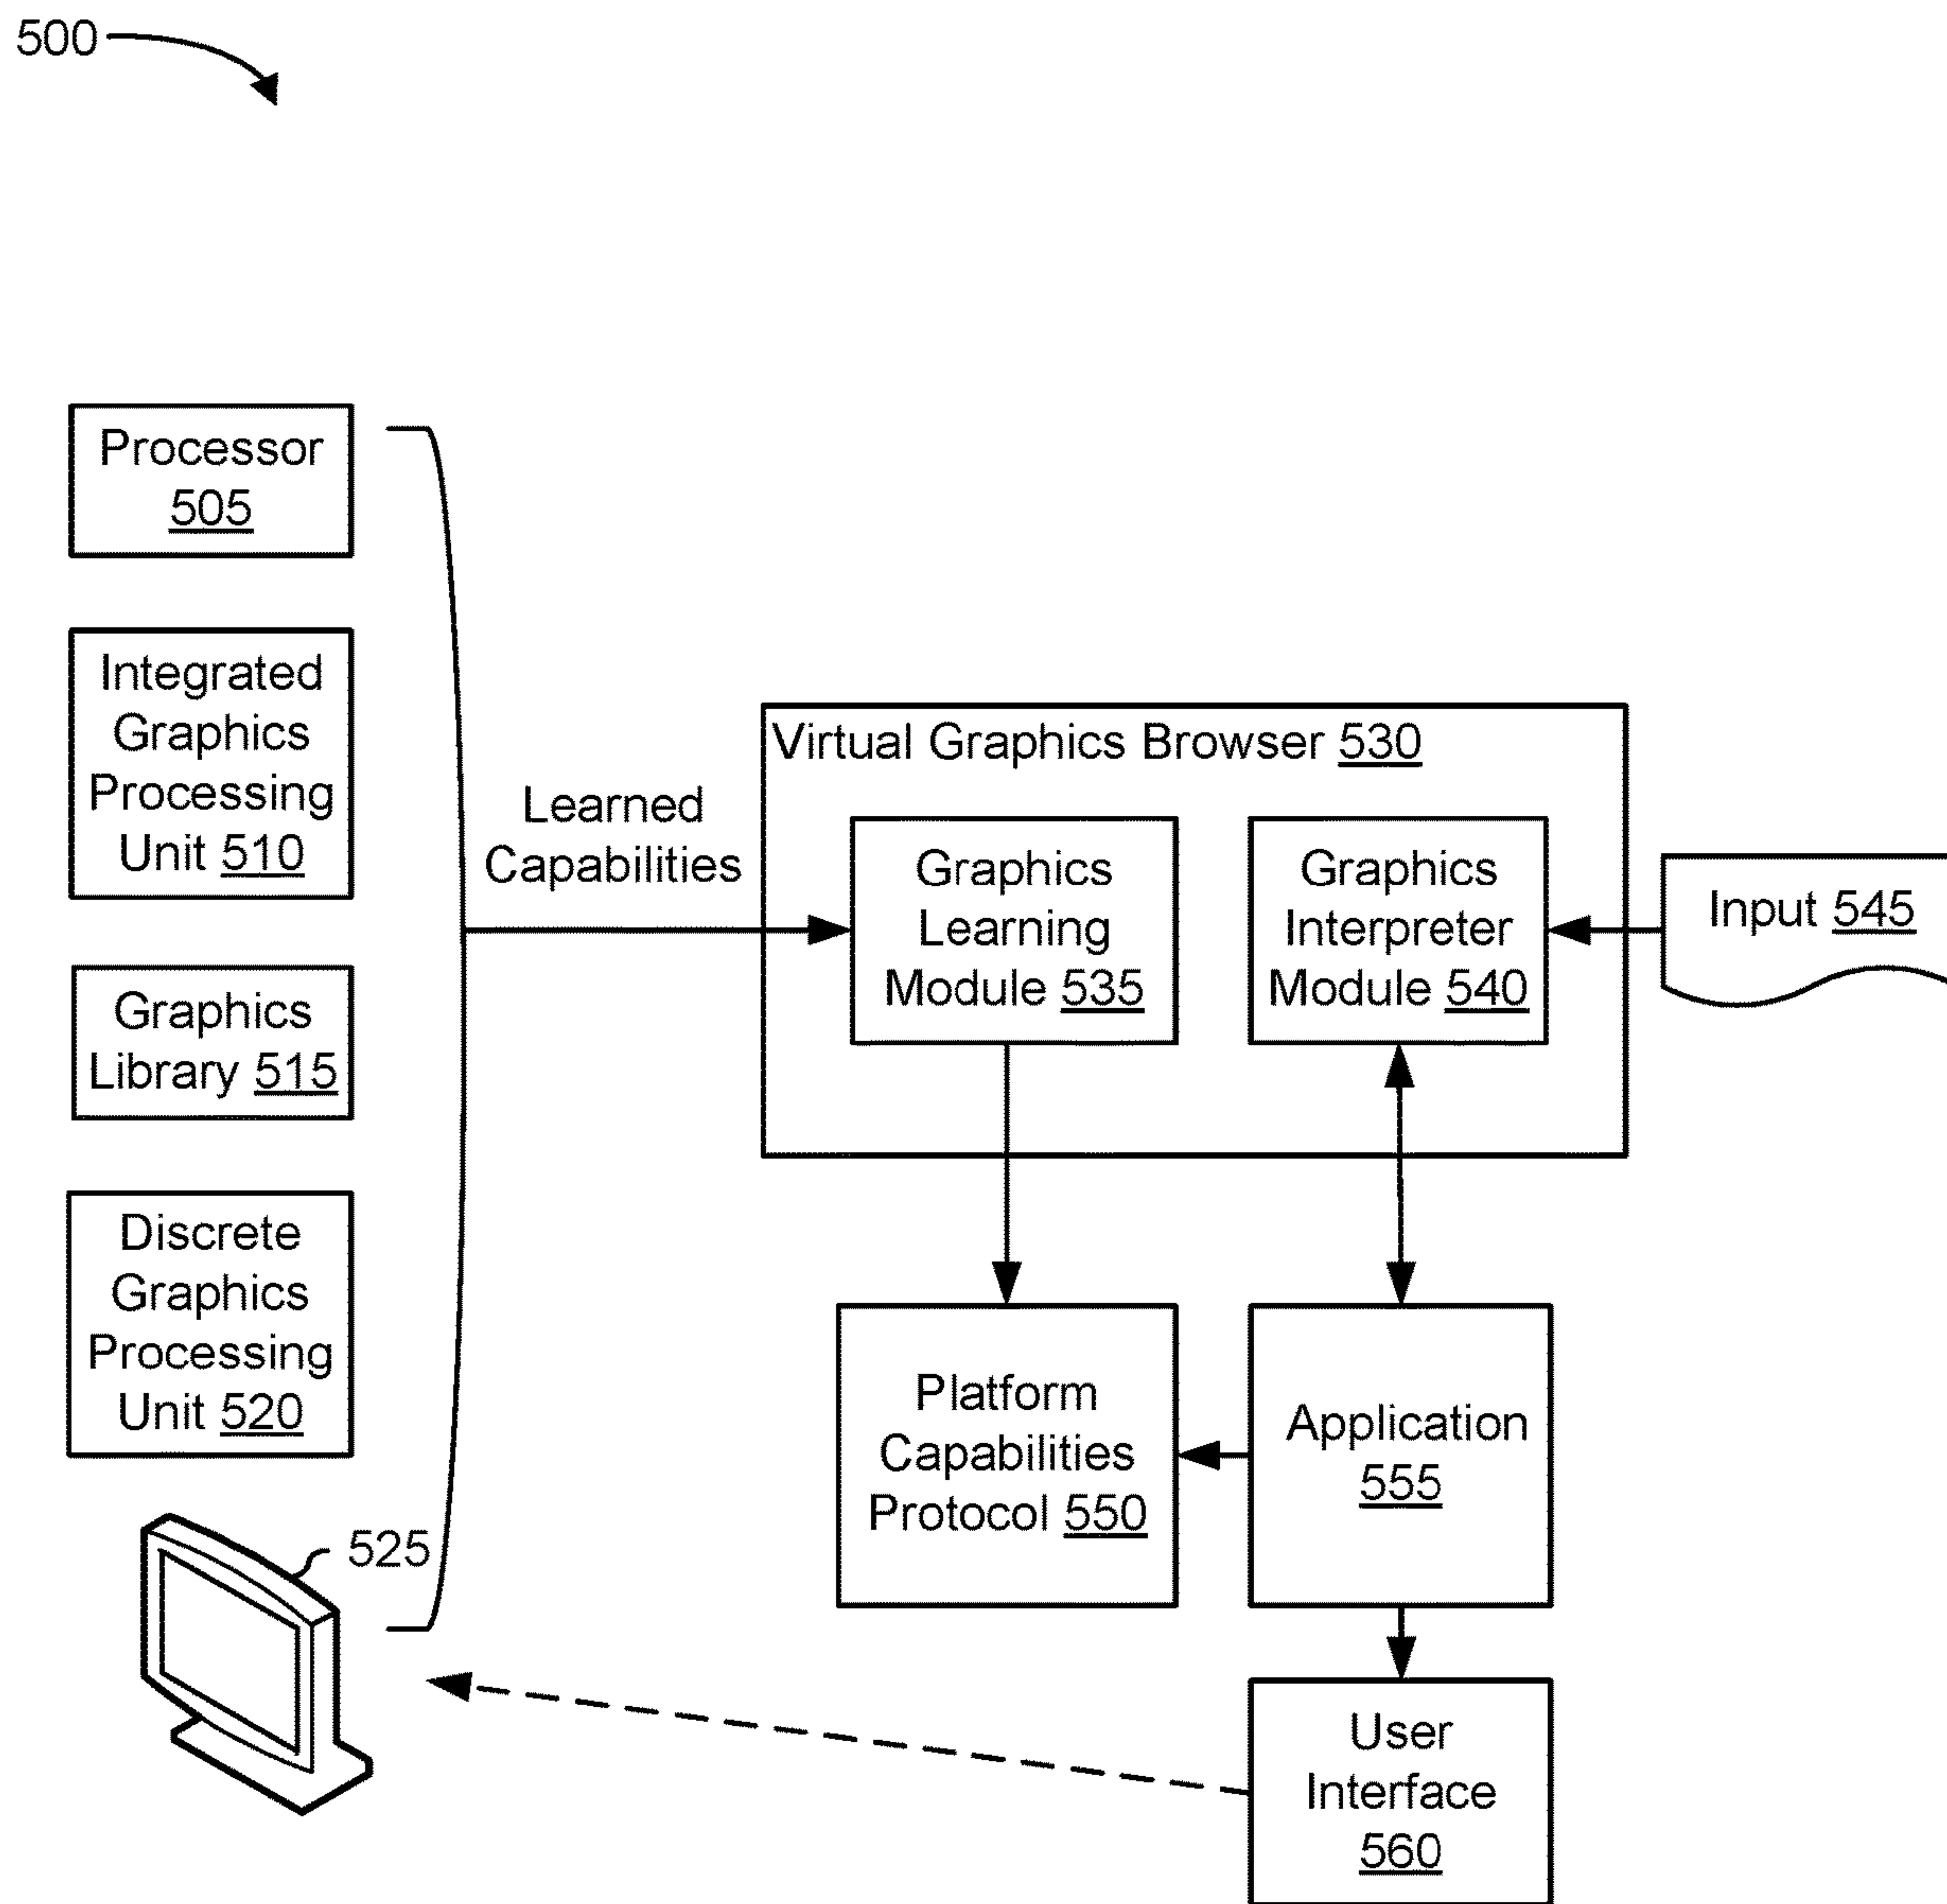 500
Processor
505
Integrated
Graphics
Processing
Unit 510
Graphics
Library 515
Discrete
Graphics
Processing
Unit 520
525
Learned
Capabilities
Virtual Graphics Browser 530
Graphics
Learning
Module 535
Graphics
Interpreter
Module 540
Input 545
Platform
Capabilities
Protocol 550
Application
555
User
Interface
560